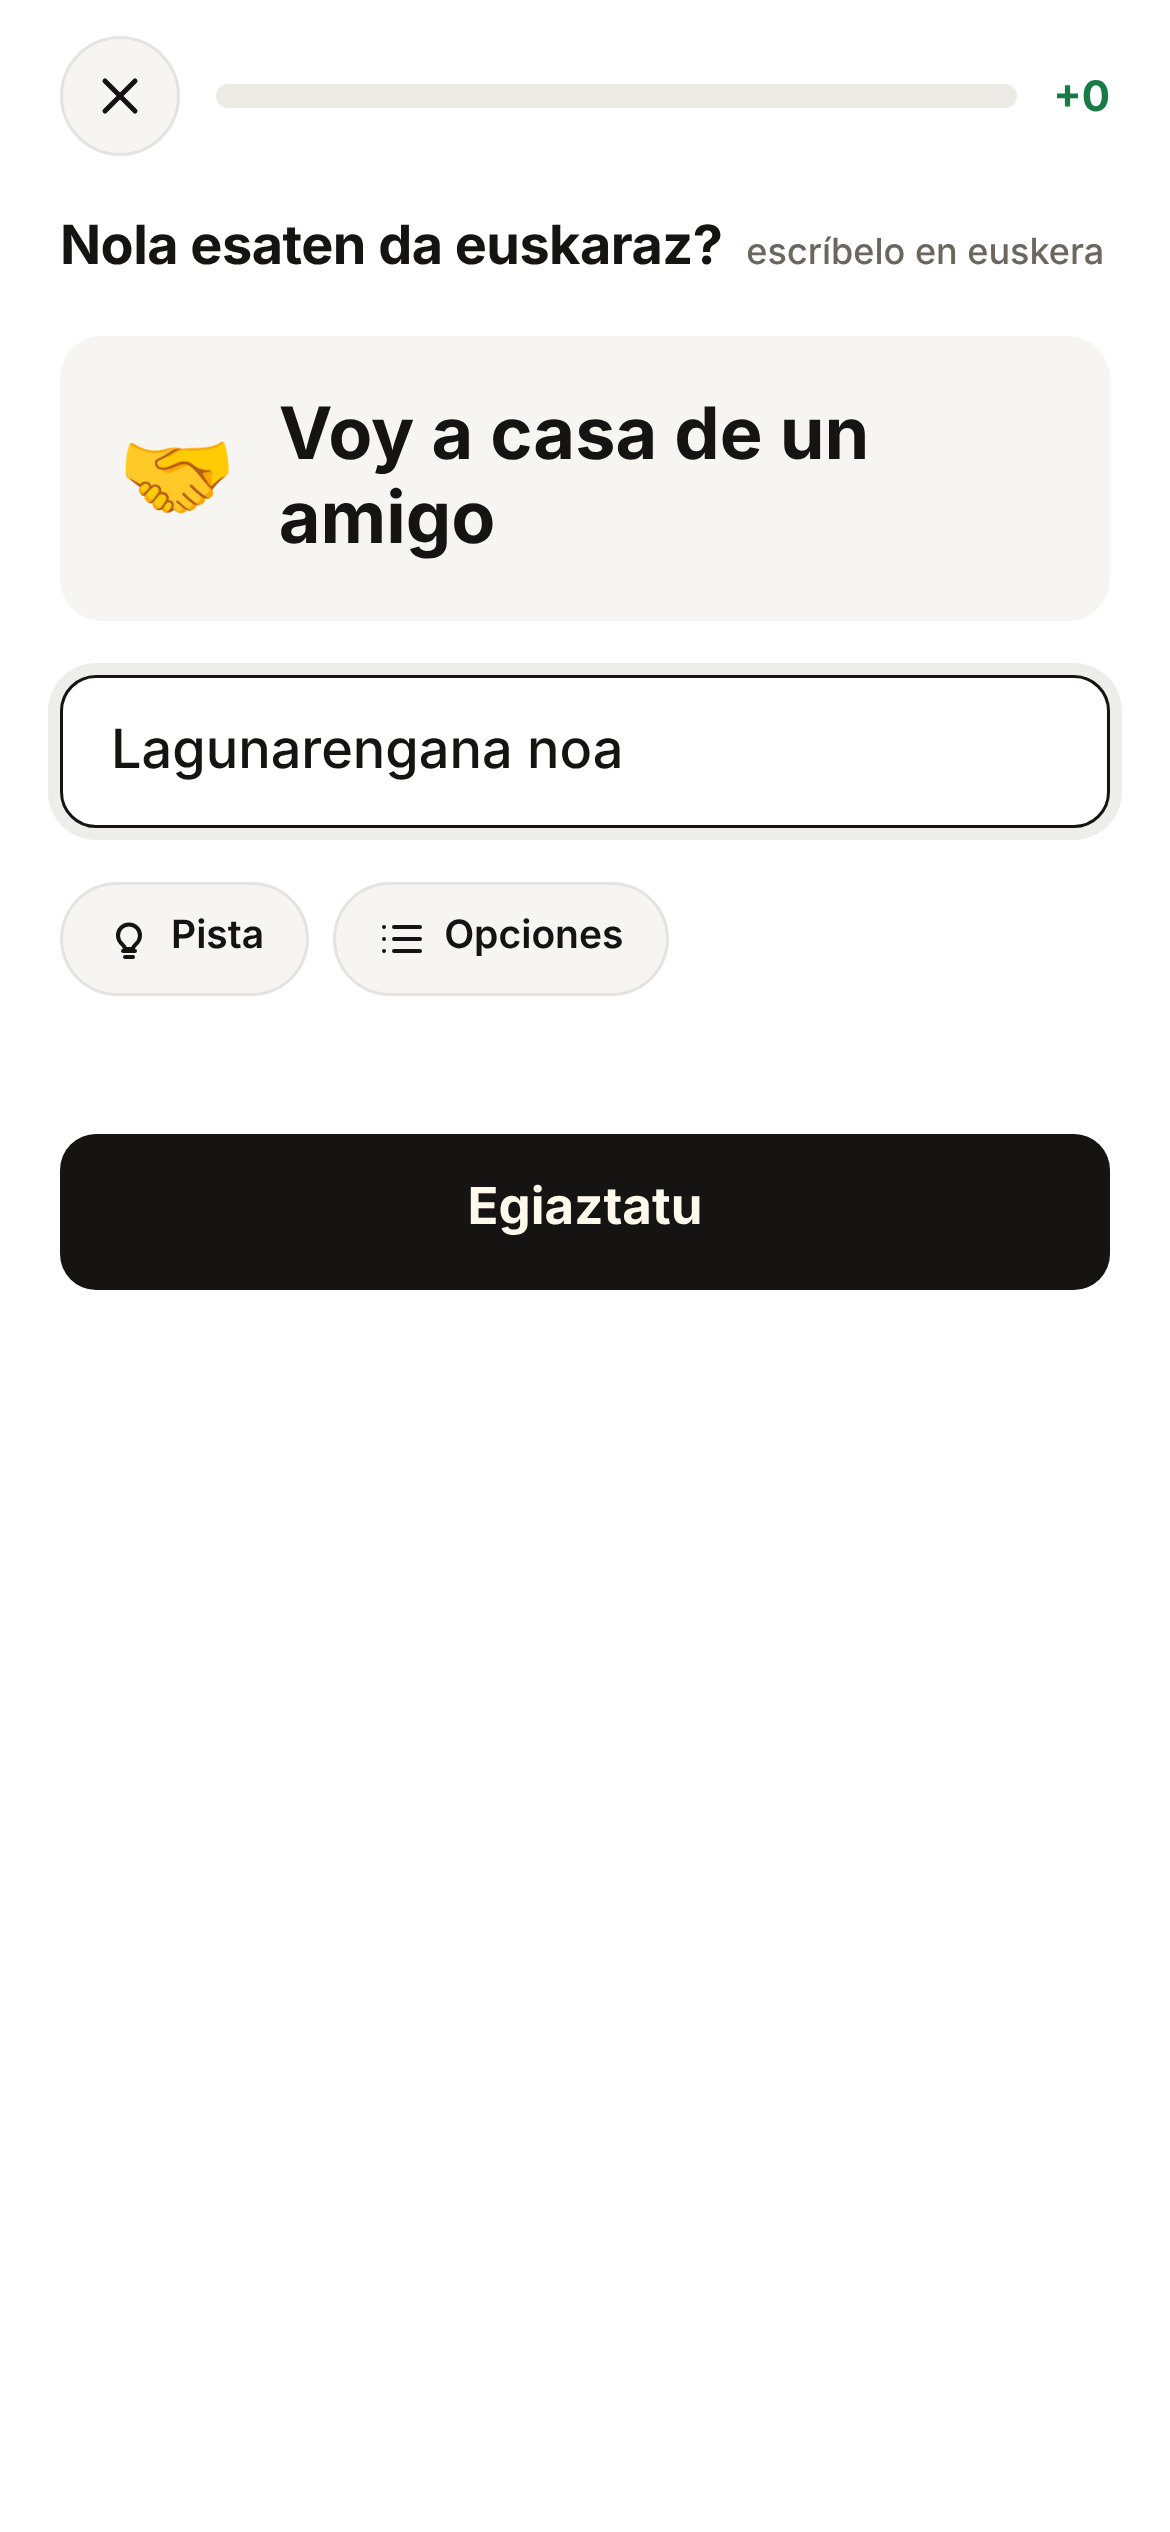 +0
Nola esaten da euskaraz? escríbelo en euskera
Voy a casa de un
amigo
Lagunarengana noa
Pista
Opciones
Egiaztatu